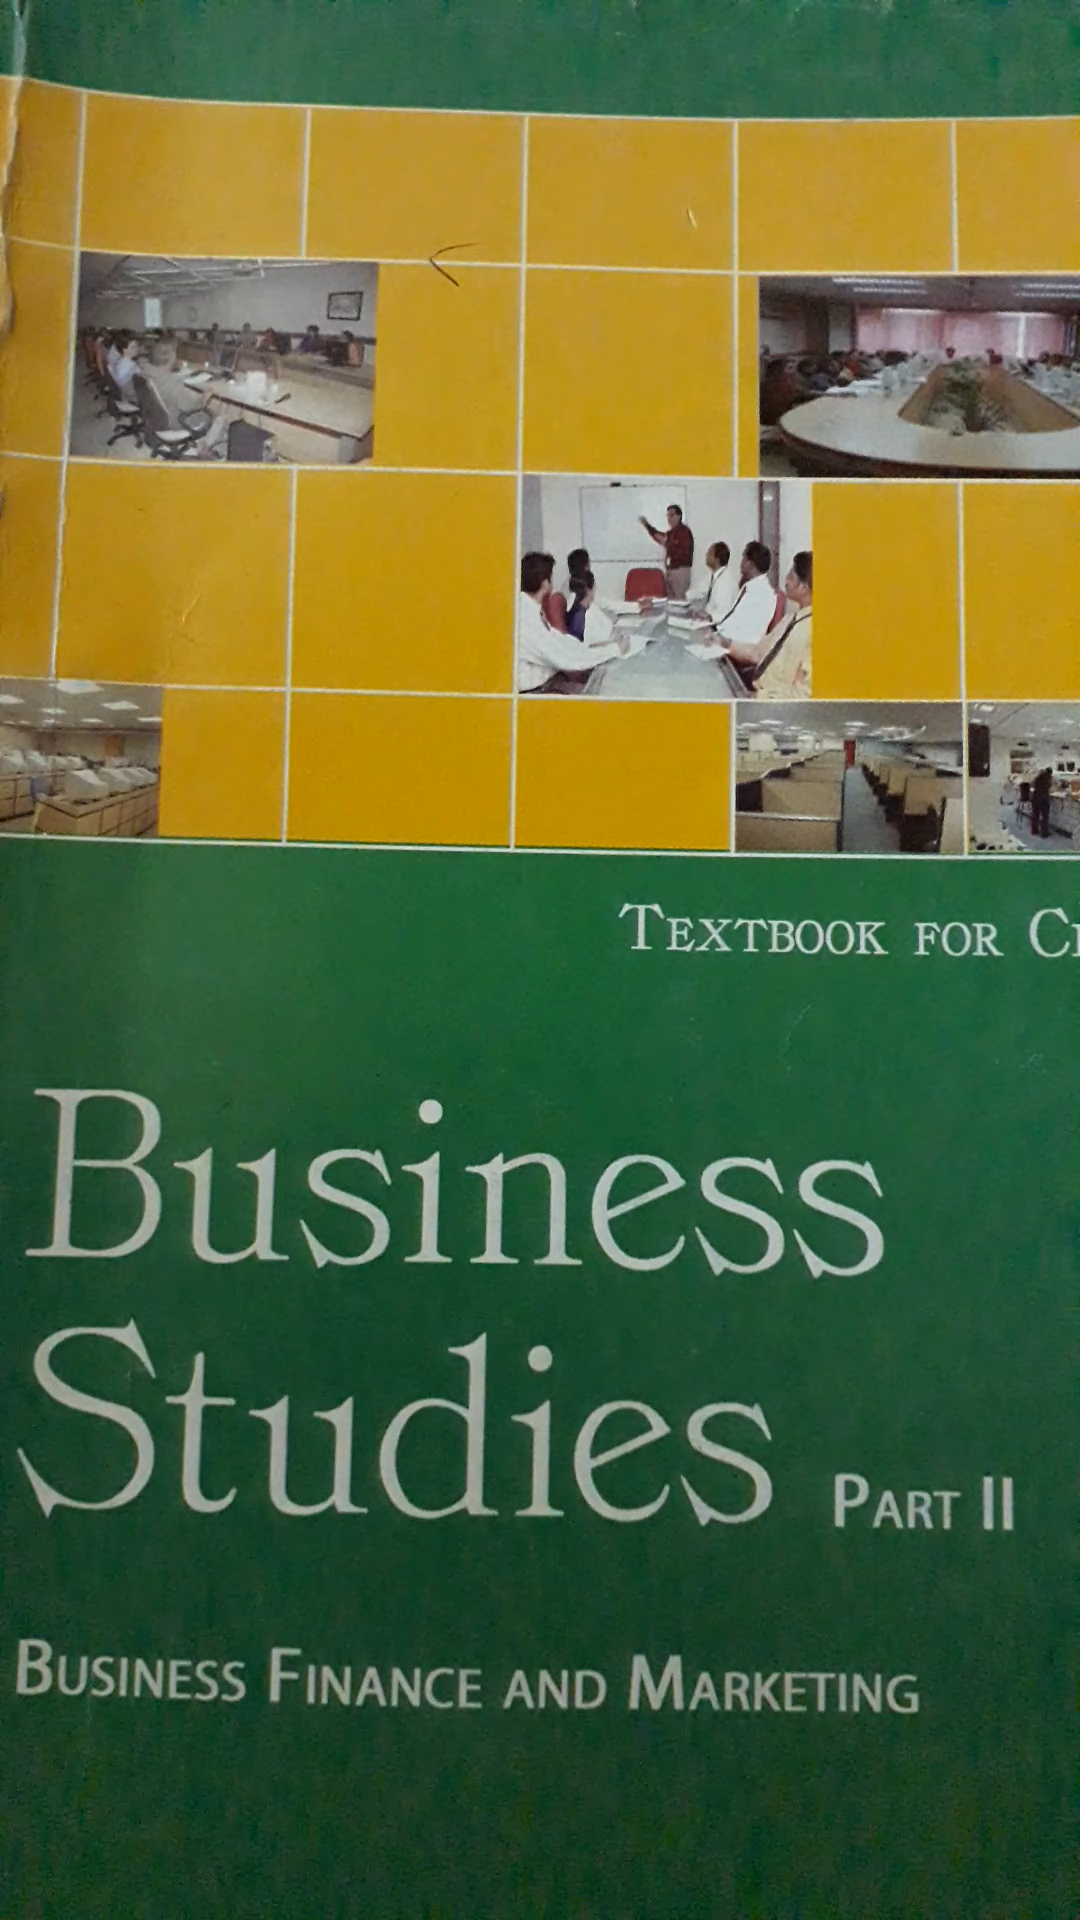 TEXTBOOK FOR
Business
Studies PART II
BUSINESS FINANCE AND MARKETING